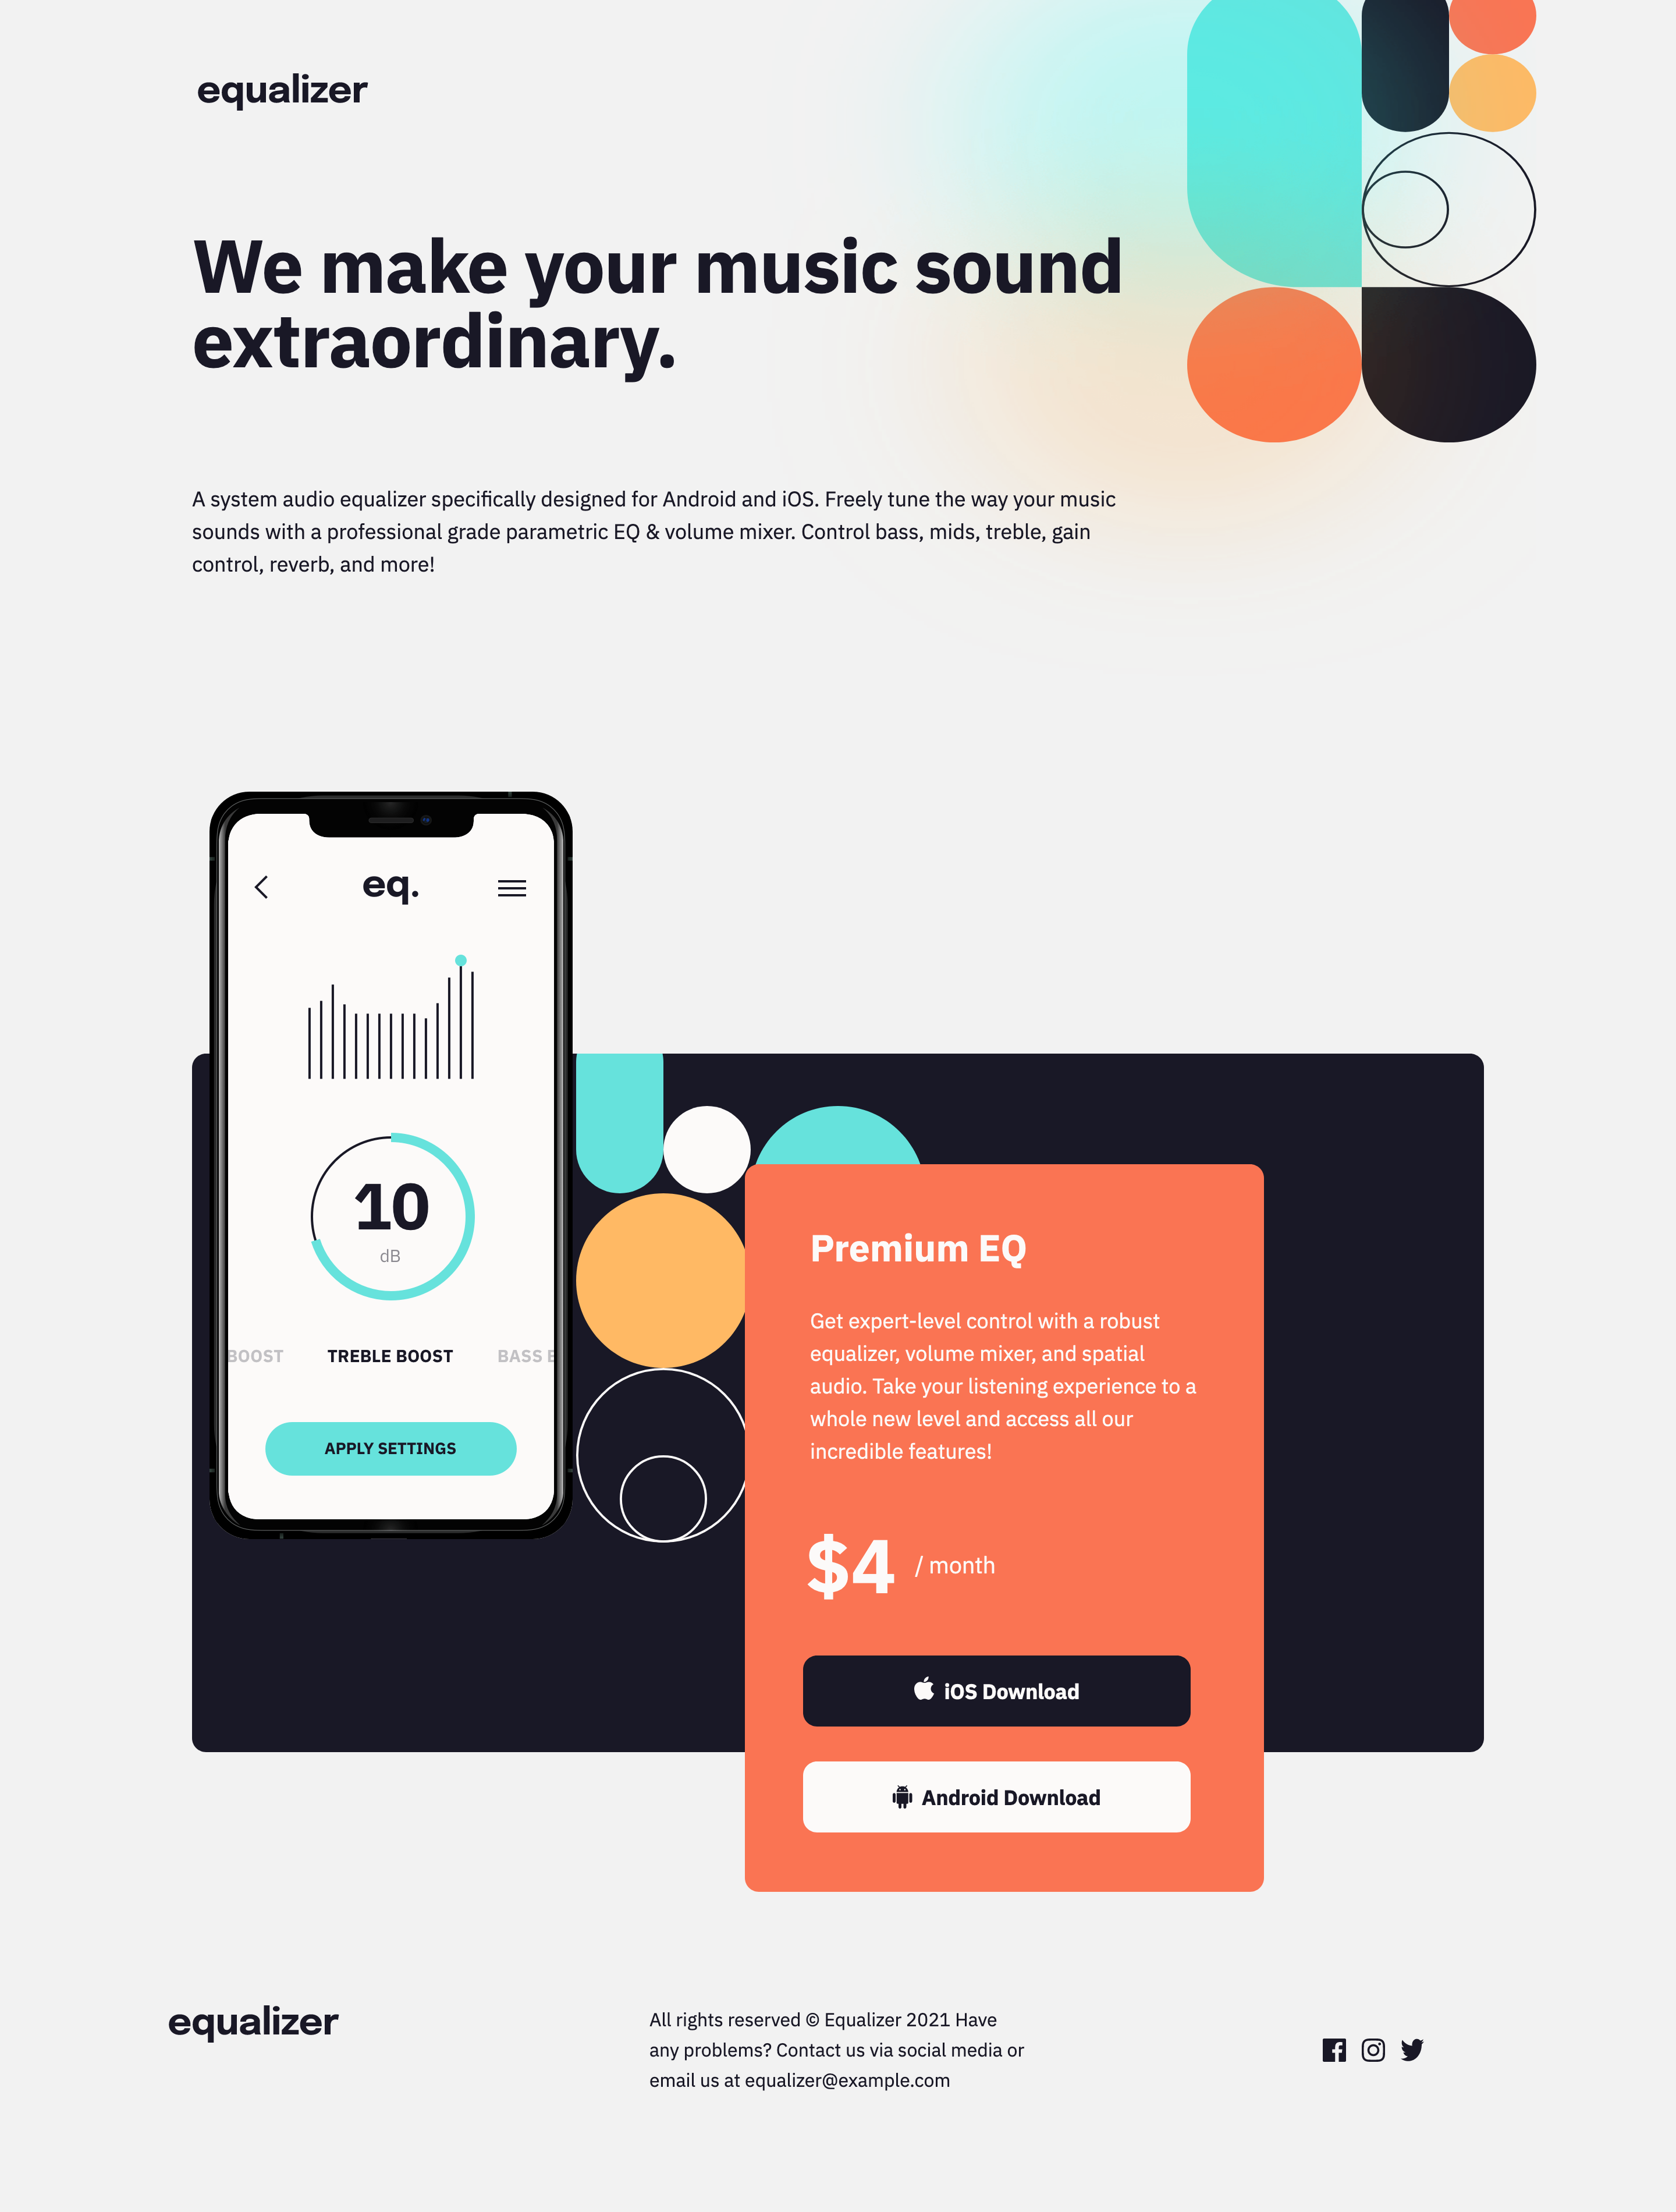 equalizer
We make your music sound
extraordinary.
A system audio equalizer specifically designed for Android and iOS. Freely tune the way your music
sounds with a professional grade parametric EQ & volume mixer. Control bass, mids, treble, gain
control, reverb, and more!
eq.
10
dB
BOOST TREBLE BOOST BASS B
APPLY SETTINGS
Premium EQ
Get expert-level control with a robust
equalizer, volume mixer, and spatial
audio. Take your listening experience to a
whole new level and access all our
incredible features!
$4 / month
iOS Download
Android Download
equalizer
All rights reserved © Equalizer 2021 Have
any problems? Contact us via social media or
email us at equalizer@example.com